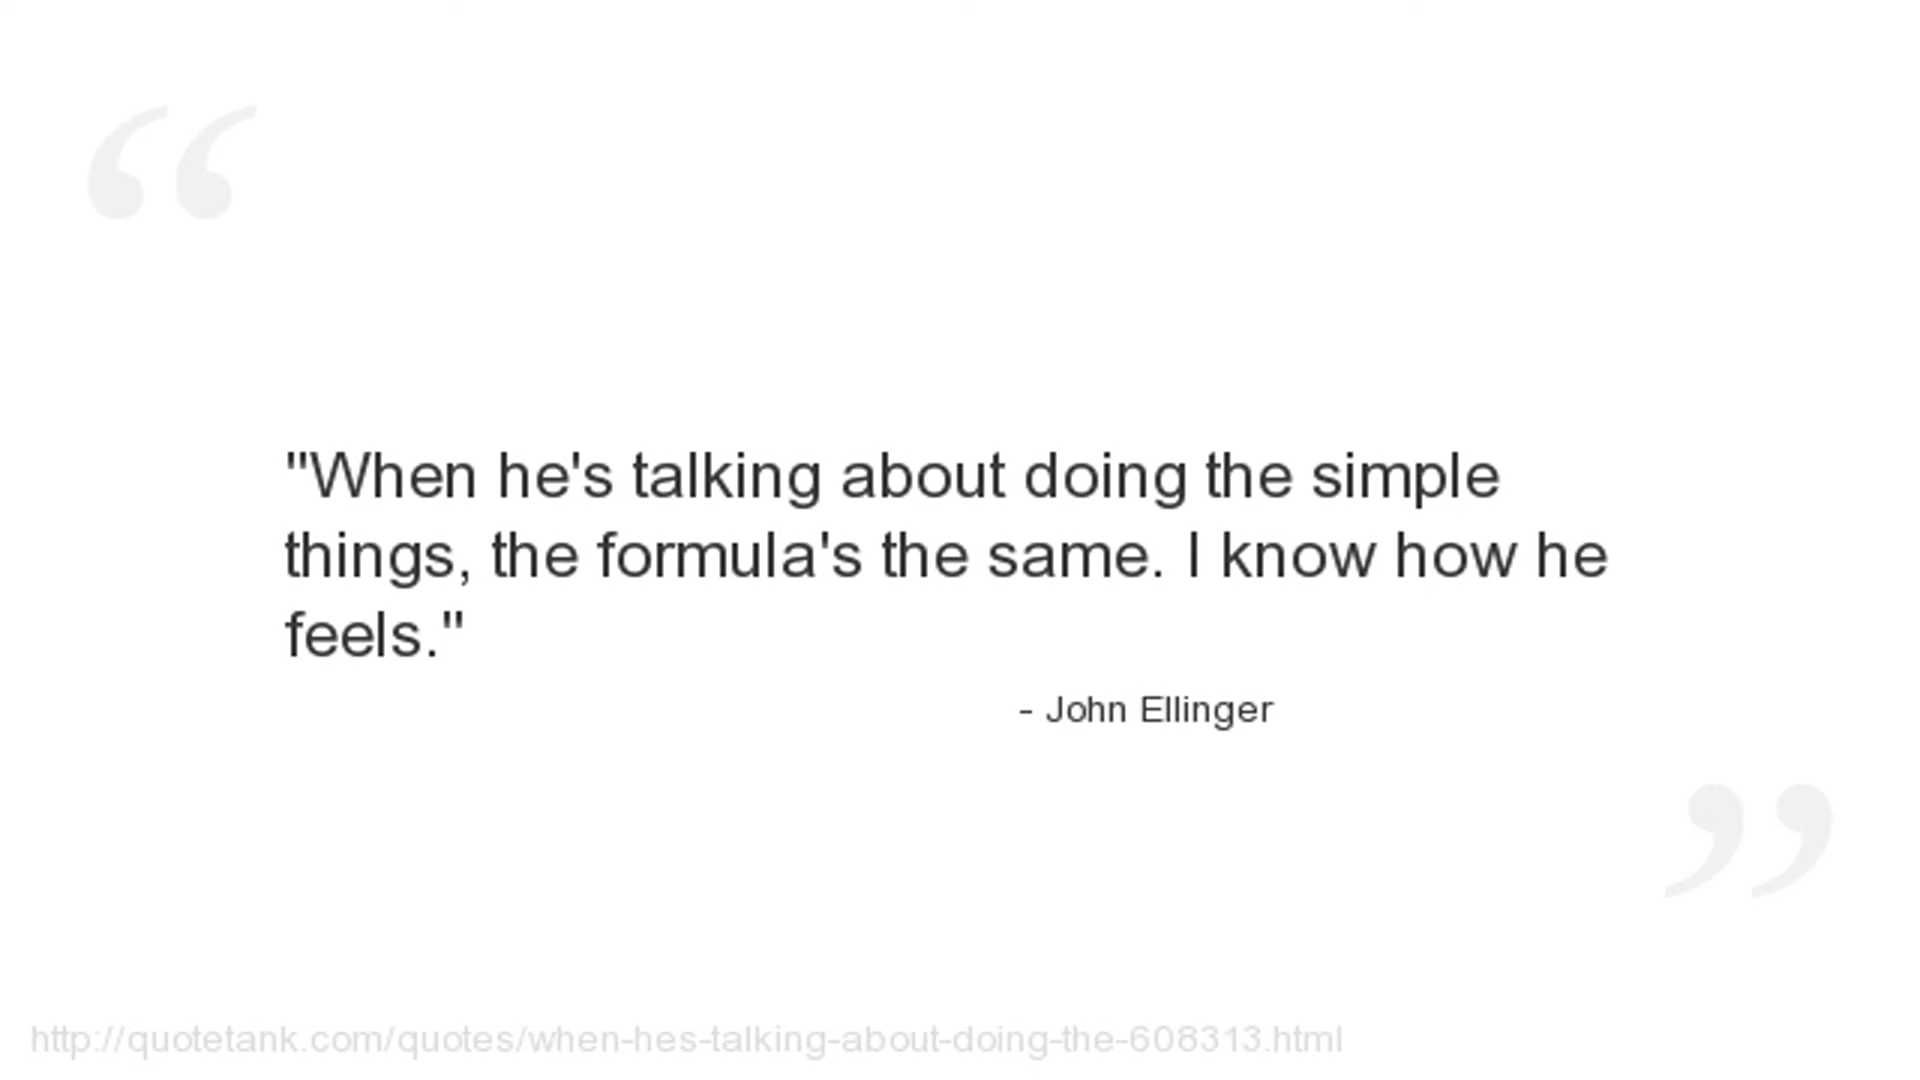 "When he's talking about doing the simple
things, the formula's the same. I know how he
feels."
- John Ellinger
http://quotetank.com/quotes/when-hes-talking-about-doing-the-608313.html